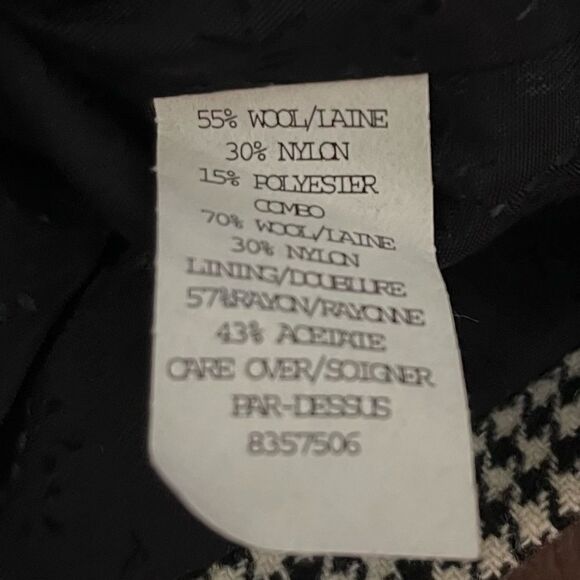 55% WOOL/LAINE
30% NYLON
15% POLYESTER
COMBO
70% WOOL/LAINE
30% NYLON
LINING/DOUBLURE
57%RAYON/RAYONNE
43% ACETATE
CARE OVER/SOIGNER
PAR-DESSUS
8357506